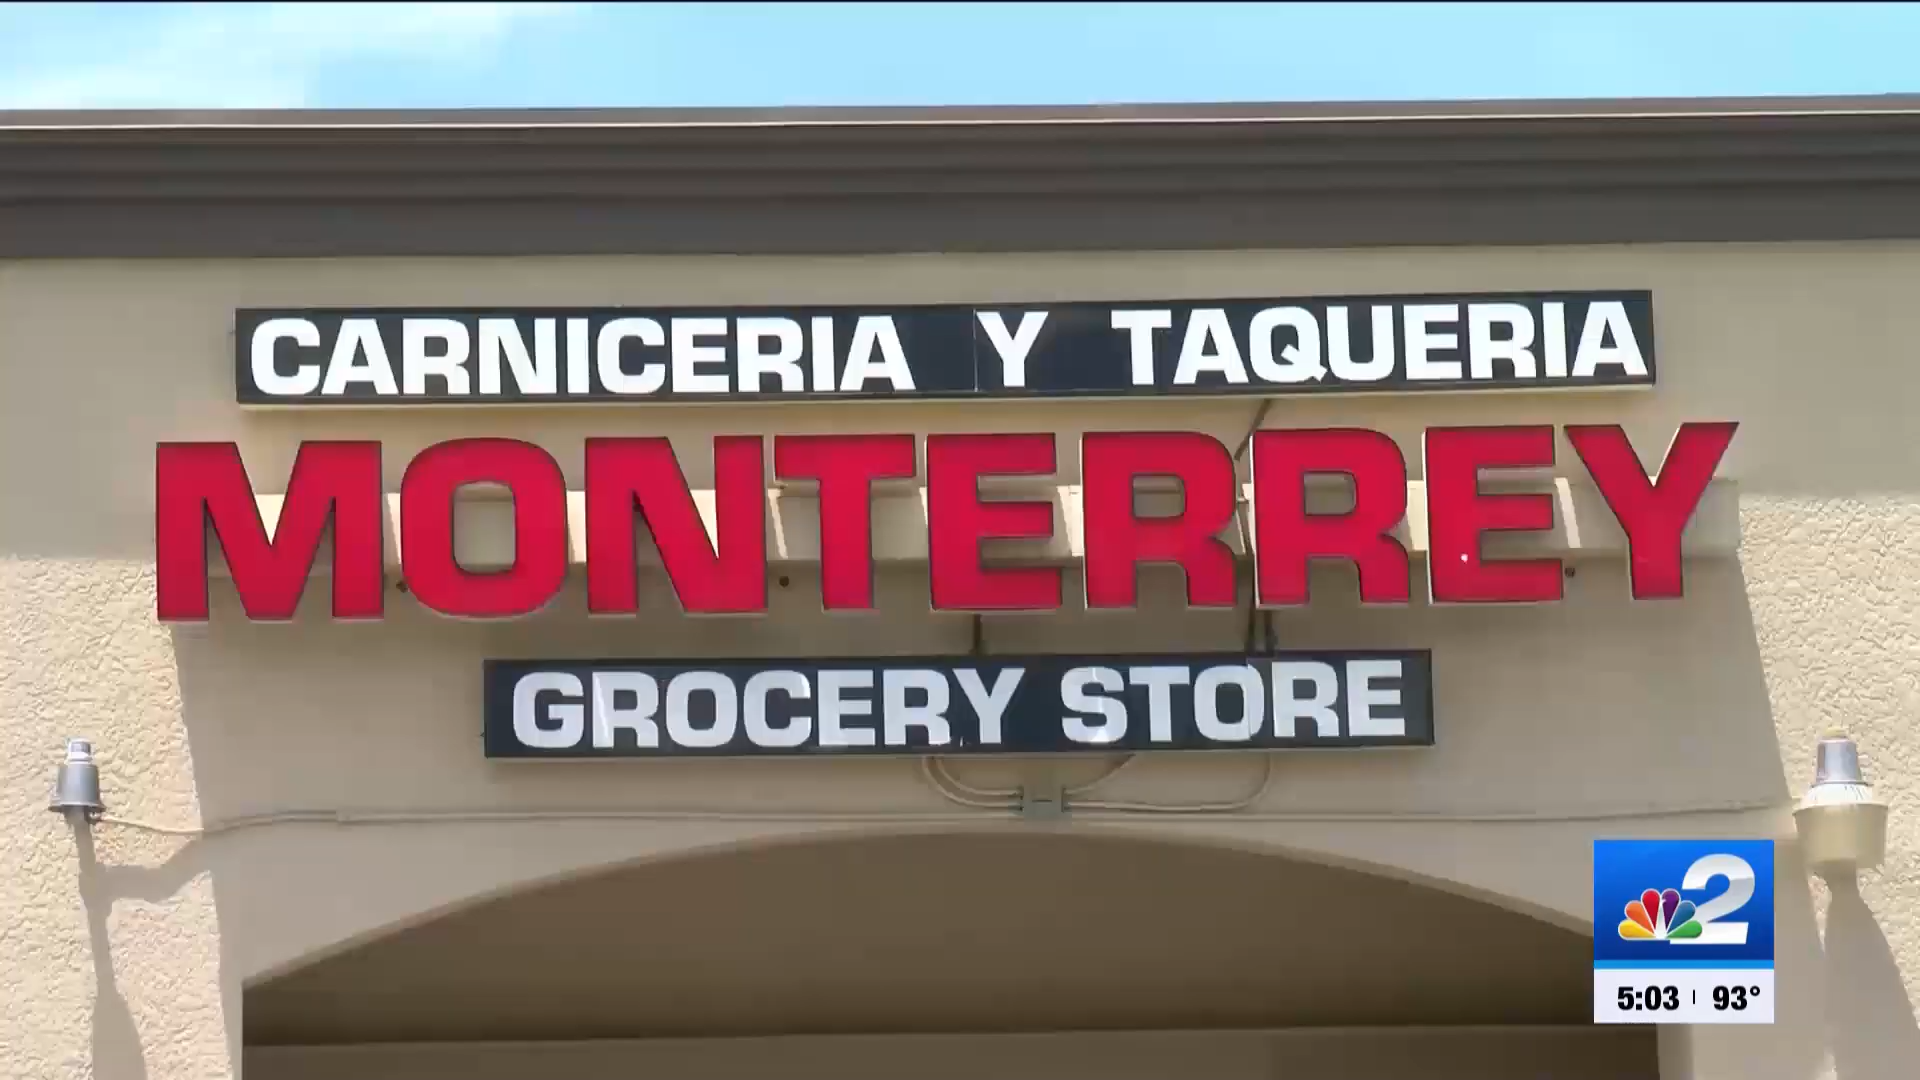 CARNICERIA Y TAQUERIA
MONTERREY
GROCERY STORE
2
5:03 93°